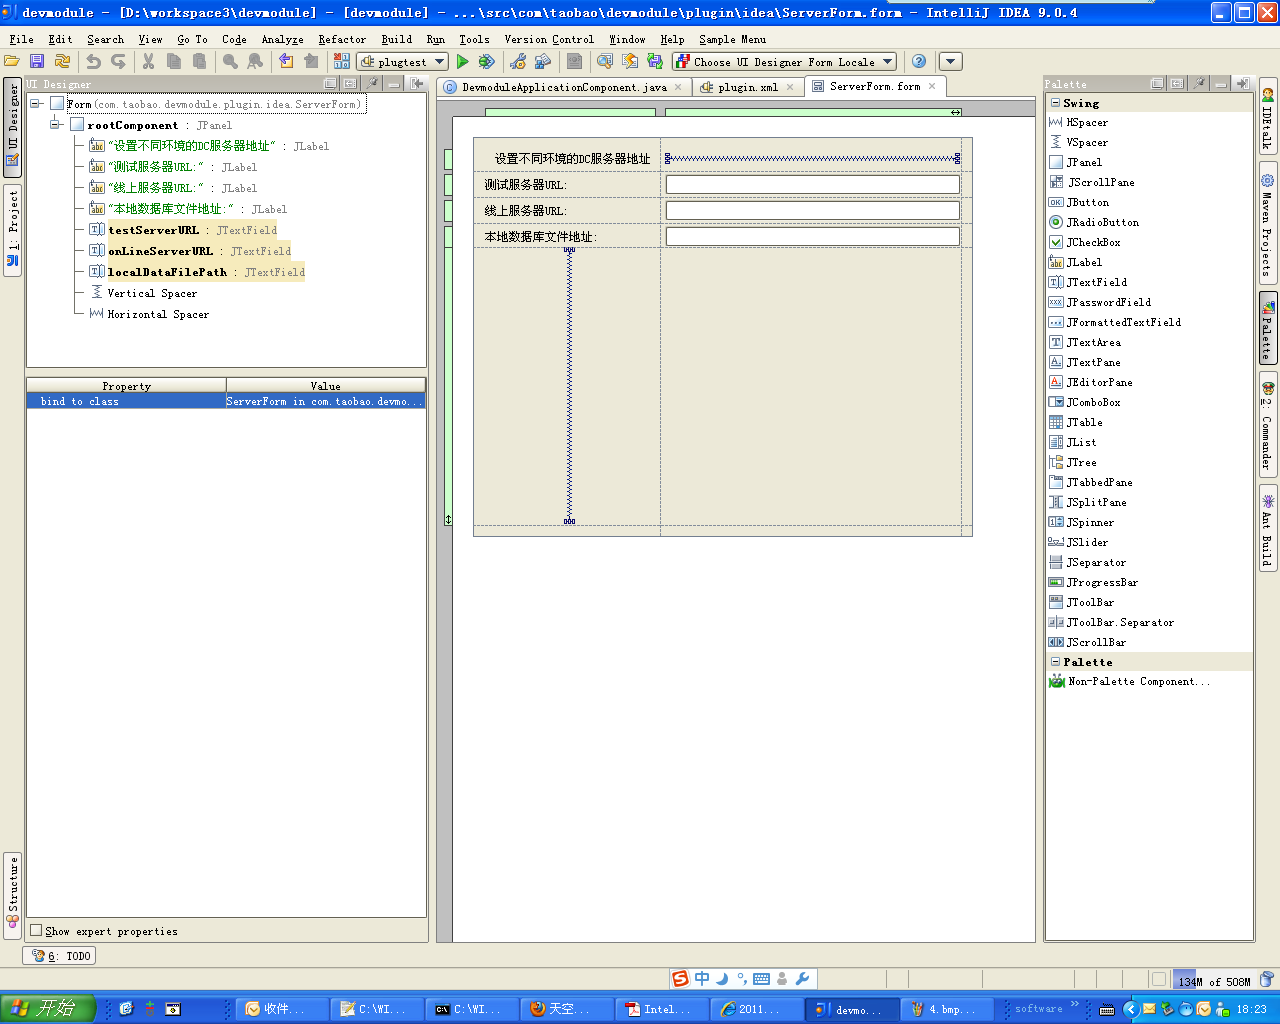 devmodule - [D:\workspace3\devmodule] - [devmodule] - ...\src\com\taobao\devmodule\plugin\idea\ServerForm.form - IntelliJ IDEA 9.0.4
File Edit Search View Go To Code Analyze Refactor Build Run Tools Version Control Window Help Sample Menu
plugtest
Choose UI Designer Form Locale
UI Designer
Form(com.taobao.devmodule.plugin.idea.ServerForm)
rootComponent : JPanel
"设置不同环境的DC服务器地址" : JLabel
"测试服务器URL:" : JLabel
"线上服务器URL:" : JLabel
"本地数据库文件地址:" : JLabel
testServerURL : JTextField
onLineServerURL : JTextField
localDataFilePath : JTextField
Vertical Spacer
Horizontal Spacer
Property Value
bind to class ServerForm in com.taobao.devmo...
Show expert properties
6: TODO
UI Designer
1: Project
Structure
DevmoduleApplicationComponent.java
plugin.xml
ServerForm.form
设置不同环境的DC服务器地址
测试服务器URL:
线上服务器URL:
本地数据库文件地址:
Palette
Swing
HSpacer
VSpacer
JPanel
JScrollPane
JButton
JRadioButton
JCheckBox
JLabel
JTextField
JPasswordField
JFormattedTextField
JTextArea
JTextPane
JEditorPane
JComboBox
JTable
JList
JTree
JTabbedPane
JSplitPane
JSpinner
JSlider
JSeparator
JProgressBar
JToolBar
JToolBar.Separator
JScrollBar
Palette
Non-Palette Component...
IDEtalk
Maven Projects
Palette
2: Commander
Ant Build
中
134M of 508M
开始
收件...
C:\WI...
C:\WI...
天空...
Intel...
2011...
devmo...
4.bmp...
software
18:23